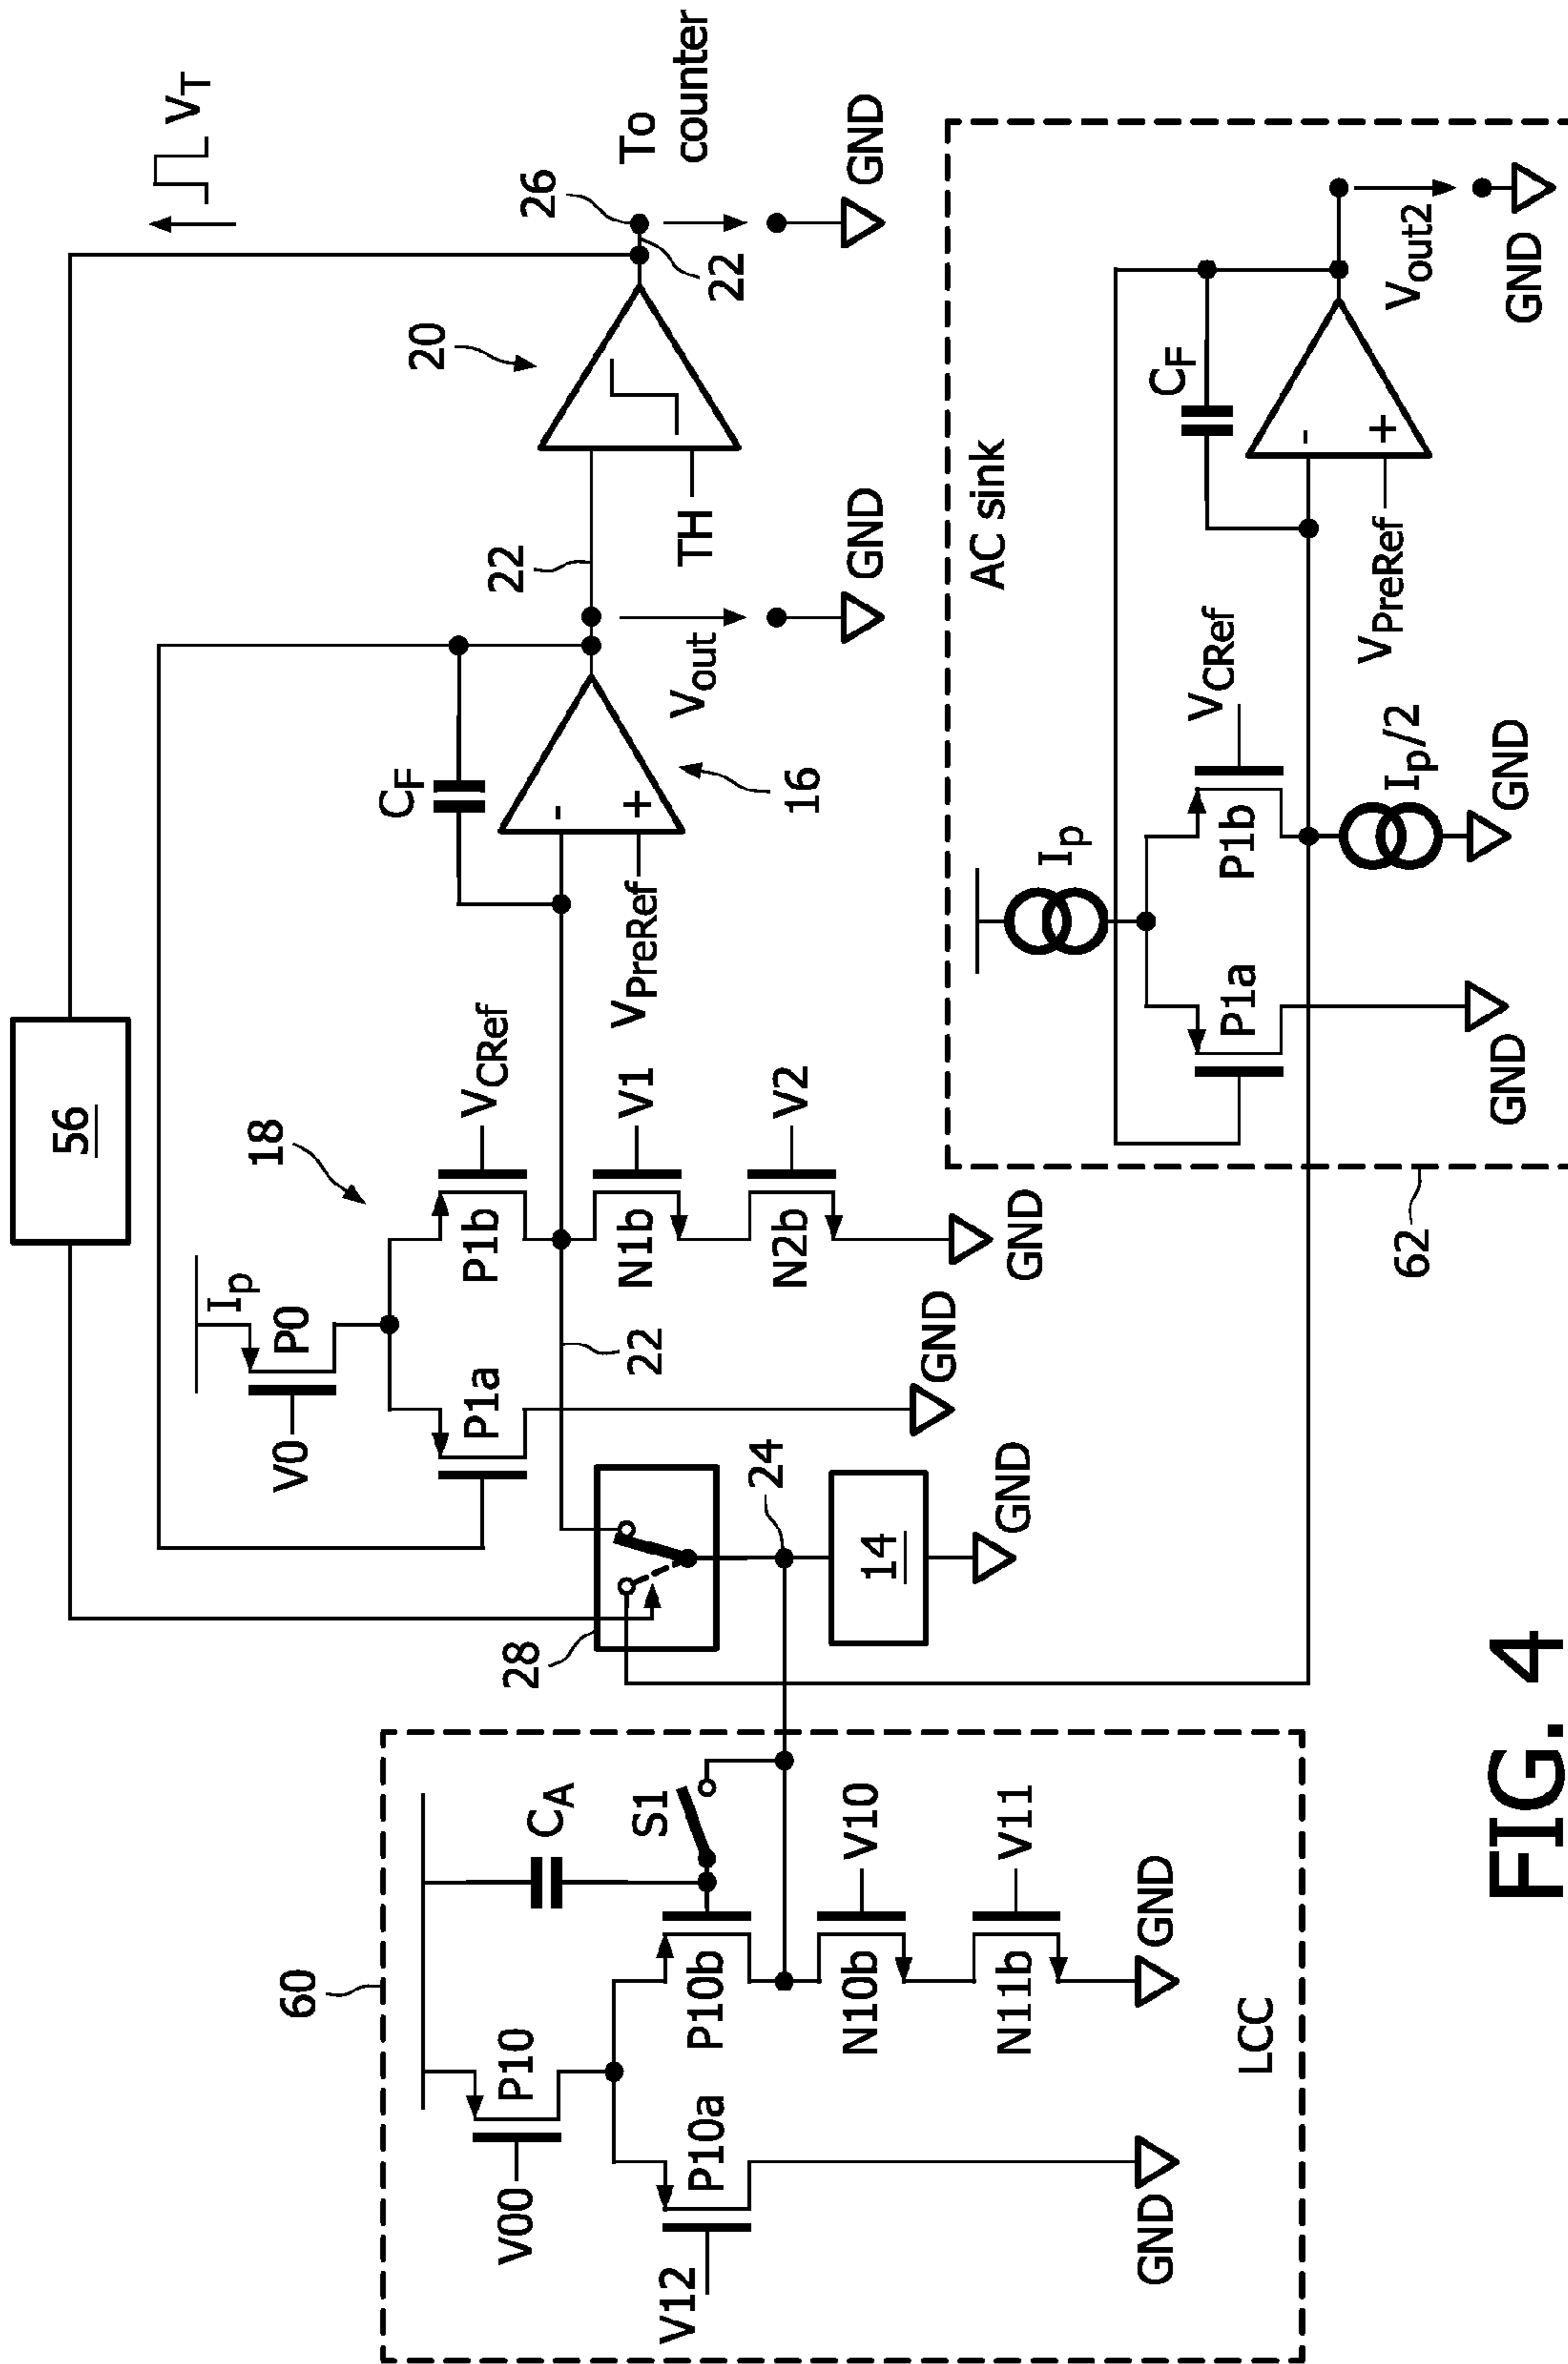 56
V_T
V0
I_p
P0
18
P1a
P1b
V_CRef
N1b
V1
N2b
V2
GND
GND
22
C_F
-
+
V_PreRef
16
22
V_out
GND
20
TH
26
22
To
counter
GND
28
24
14
GND
60
V00
P10
C_A
S1
V12
P10a
P10b
N10b
V10
N11b
V11
GND
GND
LCC
62
AC sink
I_p
P1a
P1b
V_CRef
GND
I_p/2
GND
C_F
-
+
V_PreRef
V_out2
GND
FIG. 4